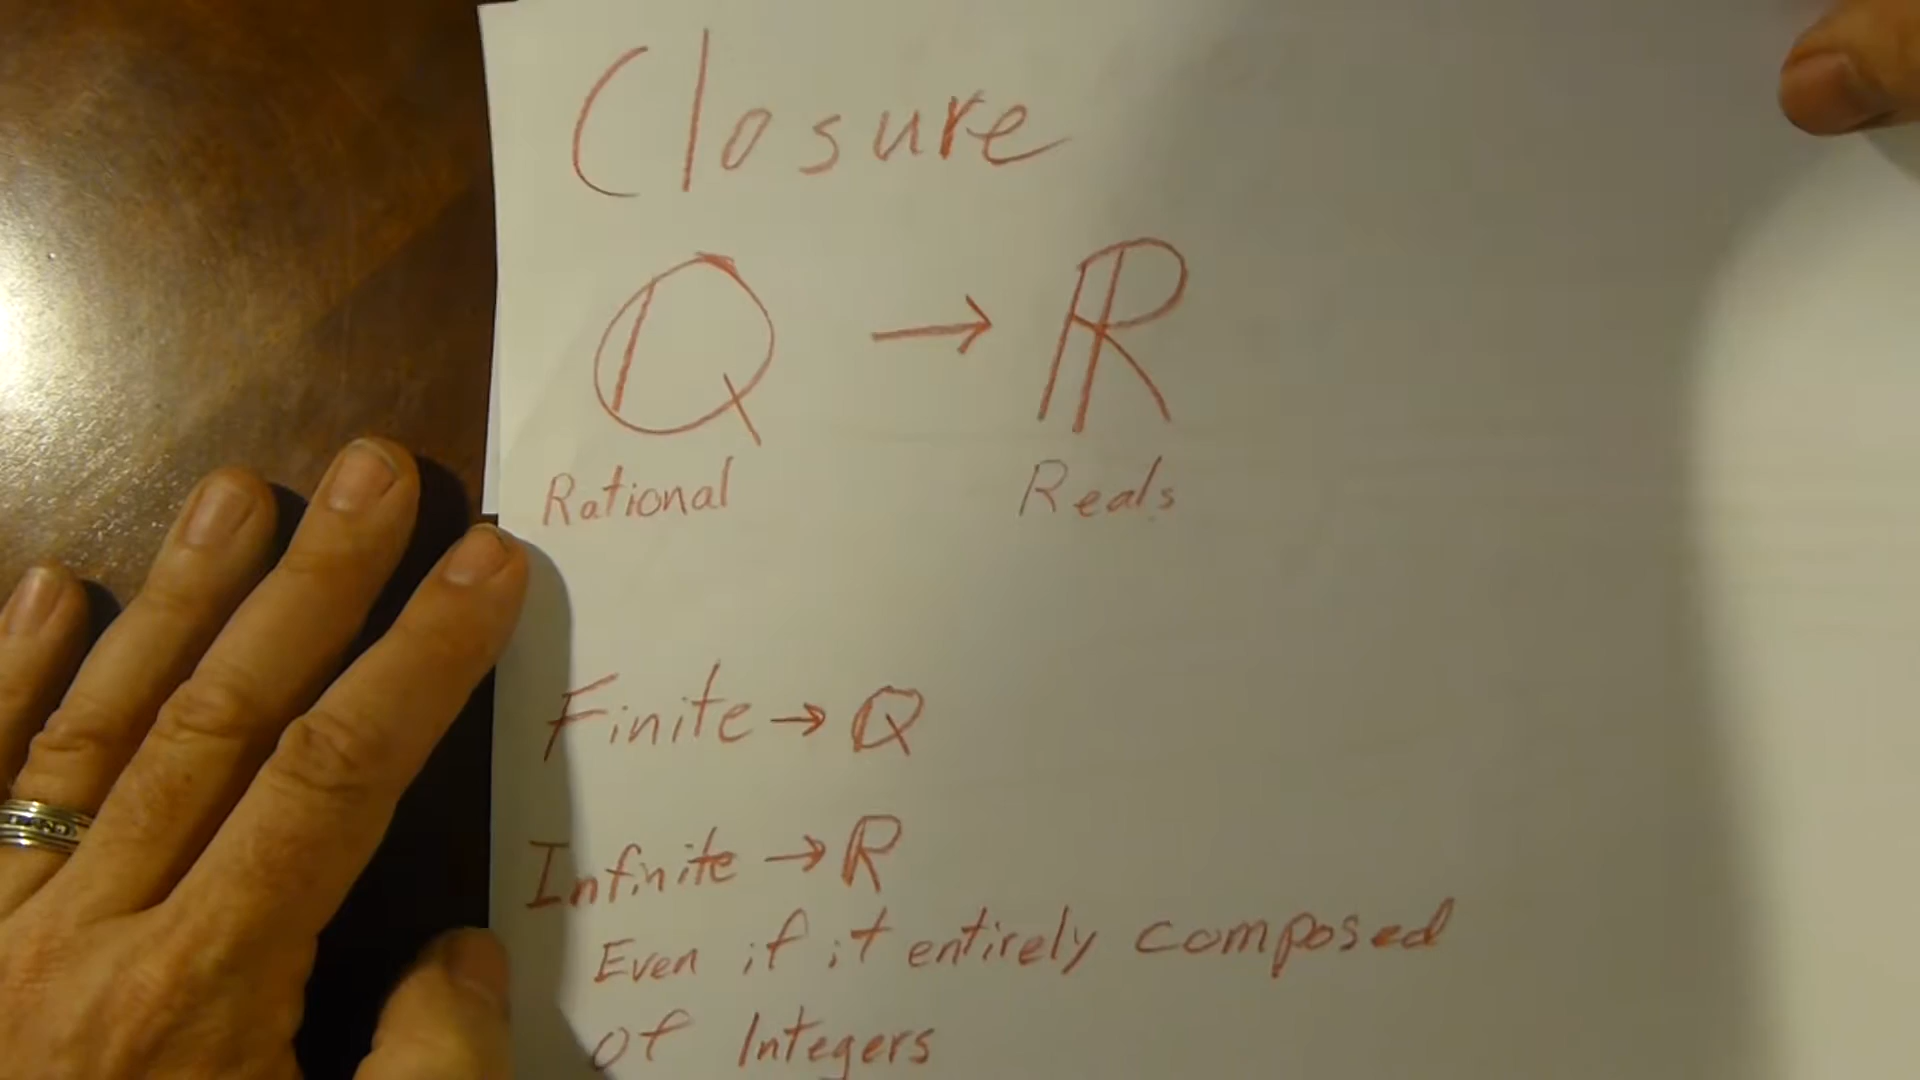 Closure
ℚ → ℝ
Rational Reals
Finite → ℚ
Infinite → ℝ
Even if it entirely composed
of Integers